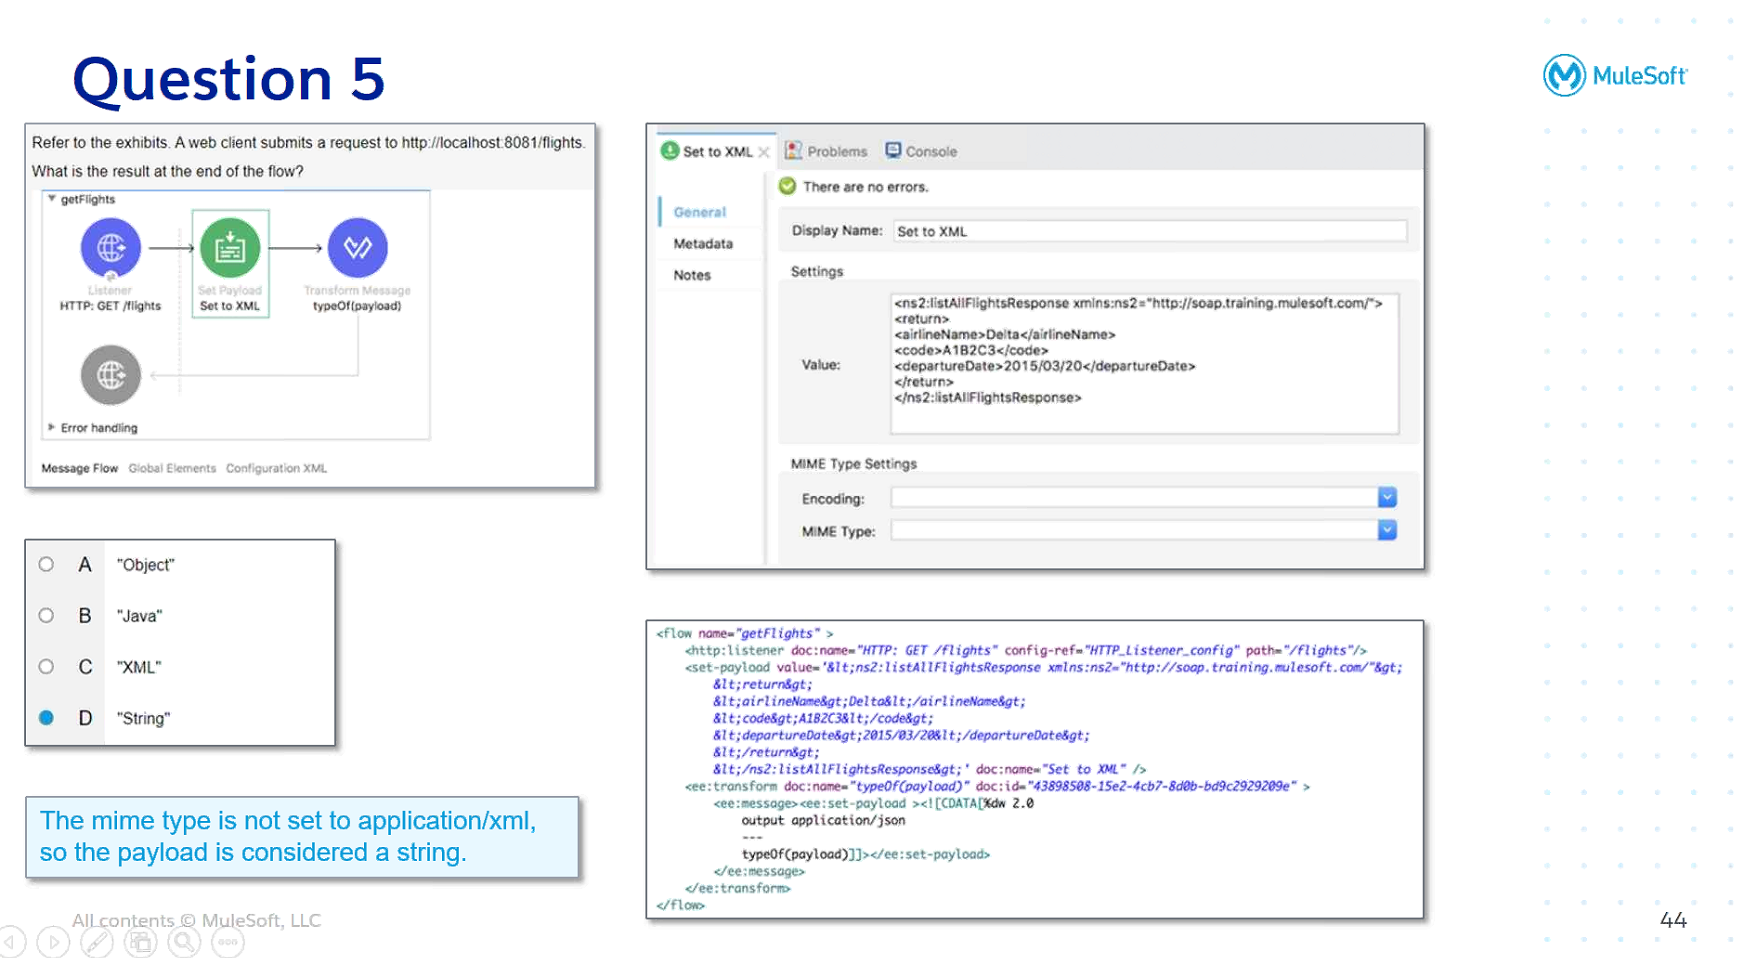 Question 5
MuleSoft
Refer to the exhibits. A web client submits a request to http://localhost:8081/flights.
What is the result at the end of the flow?
getFlights
Listener
HTTP: GET /flights
Set Payload
Set to XML
Transform Message
typeOf(payload)
Error handling
Message Flow Global Elements Configuration XML
A "Object"
B "Java"
C "XML"
D "String"
The mime type is not set to application/xml,
so the payload is considered a string.
Set to XML Problems Console
There are no errors.
General
Metadata
Notes
Display Name: Set to XML
Settings
Value:
<ns2:listAllFlightsResponse xmlns:ns2="http://soap.training.mulesoft.com/">
<return>
<airlineName>Delta</airlineName>
<code>A1B2C3</code>
<departureDate>2015/03/20</departureDate>
</return>
</ns2:listAllFlightsResponse>
MIME Type Settings
Encoding:
MIME Type:
<flow name="getFlights" >
<http:listener doc:name="HTTP: GET /flights" config-ref="HTTP_Listener_config" path="/flights"/>
<set-payload value='&lt;ns2:listAllFlightsResponse xmlns:ns2="http://soap.training.mulesoft.com/"&gt;
&lt;return&gt;
&lt;airlineName&gt;Delta&lt;/airlineName&gt;
&lt;code&gt;A1B2C3&lt;/code&gt;
&lt;departureDate&gt;2015/03/20&lt;/departureDate&gt;
&lt;/return&gt;
&lt;/ns2:listAllFlightsResponse&gt;' doc:name="Set to XML" />
<ee:transform doc:name="typeOf(payload)" doc:id="43898508-15e2-4cb7-8d0b-bd9c2929209e" >
<ee:message><ee:set-payload ><![CDATA[%dw 2.0
output application/json
---
typeOf(payload)]]></ee:set-payload>
</ee:message>
</ee:transform>
</flow>
All contents © MuleSoft, LLC
44